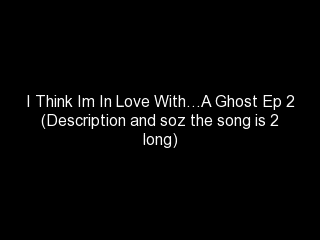 I Think Im In Love With…A Ghost Ep 2
(Description and soz the song is 2
long)